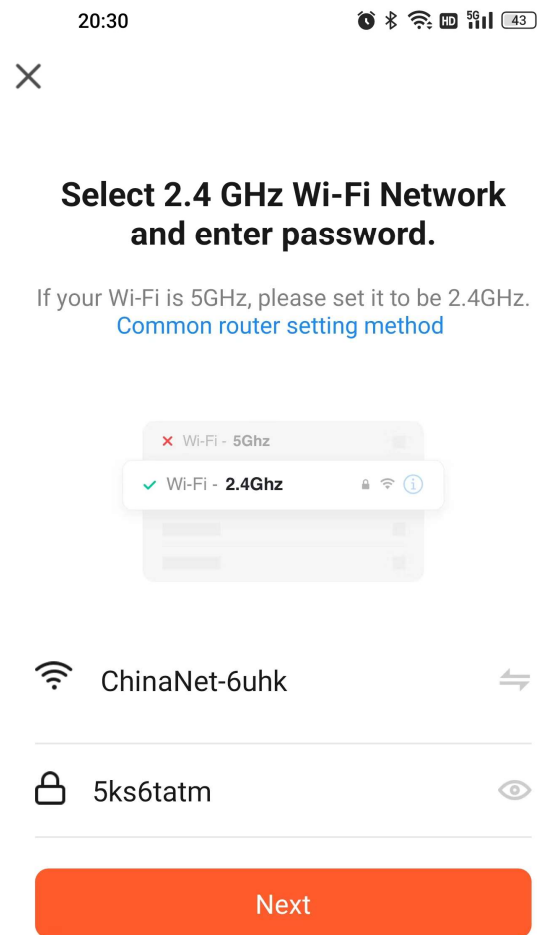 20:30
HD 5G 43
Select 2.4 GHz Wi-Fi Network
and enter password.
If your Wi-Fi is 5GHz, please set it to be 2.4GHz.
Common router setting method
Wi-Fi - 5Ghz
Wi-Fi - 2.4Ghz
ChinaNet-6uhk
5ks6tatm
Next